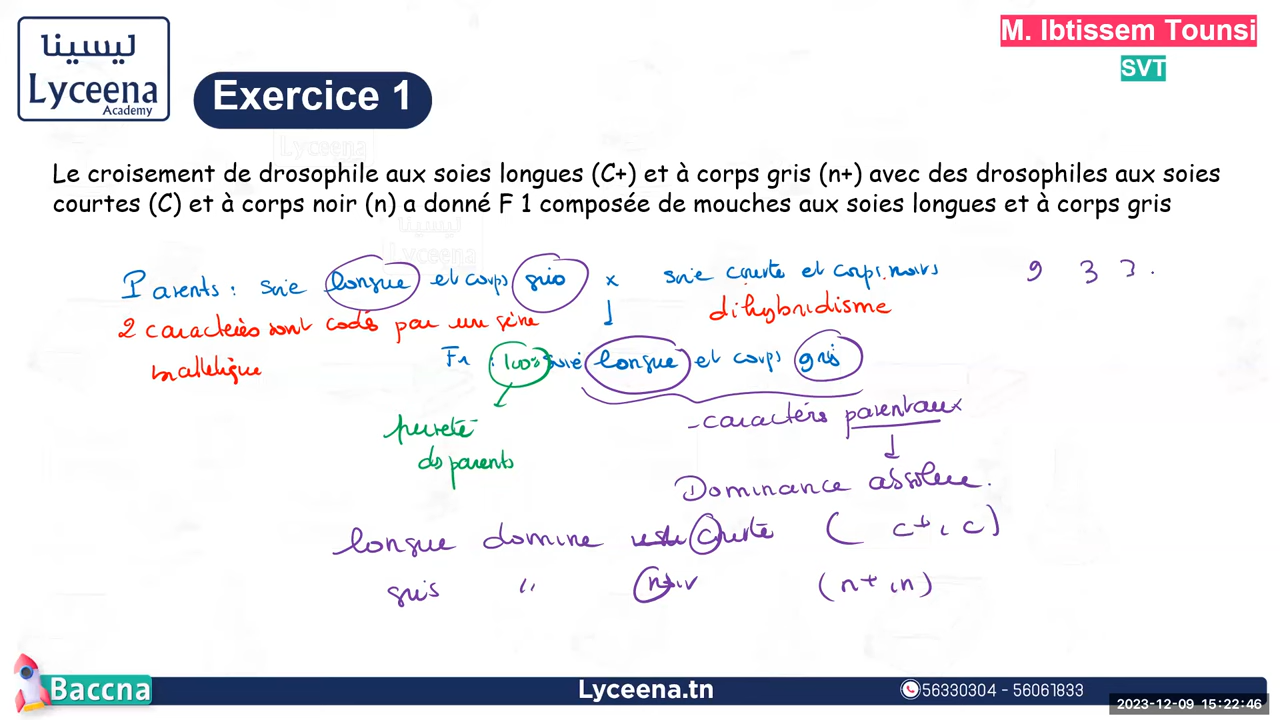 ليسينا
Lyceena
Academy
M. Ibtissem Tounsi
SVT
Exercice 1
Le croisement de drosophile aux soies longues (C+) et à corps gris (n+) avec des drosophiles aux soies
courtes (C) et à corps noir (n) a donné F 1 composée de mouches aux soies longues et à corps gris
Parents : soie longue et corps gris x soie courte et corps noirs 9 3 3 .
2 caractères sont codés par un gène dihybridisme
F1 : 100% soie longue et corps gris
pureté
ds parents
- caractérs parentaux
Dominance absolue.
longue domine courte ( c+, c)
gris " noir (n+, n)
Baccna
Lyceena.tn
56330304 - 56061833
2023-12-09 15:22:46